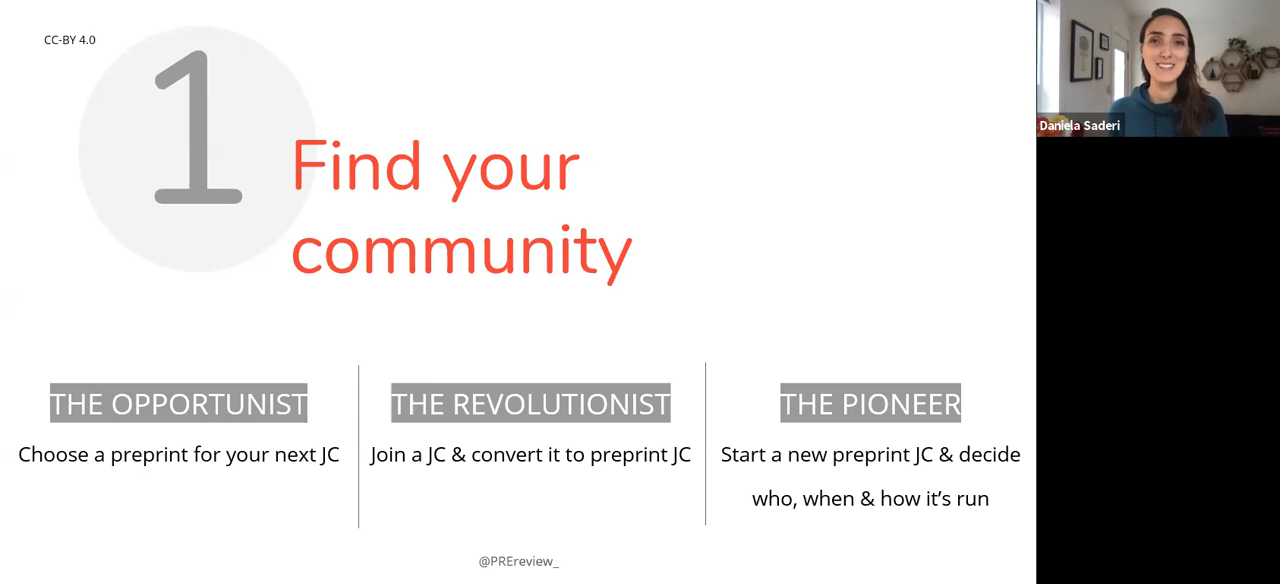 CC-BY 4.0
1
Find your
community
THE OPPORTUNIST
Choose a preprint for your next JC
THE REVOLUTIONIST
Join a JC & convert it to preprint JC
THE PIONEER
Start a new preprint JC & decide
who, when & how it’s run
@PREreview_
Daniela Saderi